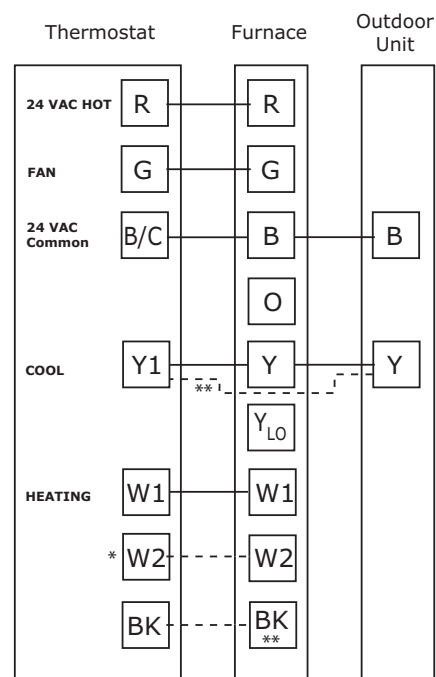 Thermostat Furnace Outdoor
Unit
24 VAC HOT R R
FAN G G
24 VAC
Common B/C B B
O
COOL Y1 Y Y
**
YLO
HEATING W1 W1
* W2 W2
BK BK
**